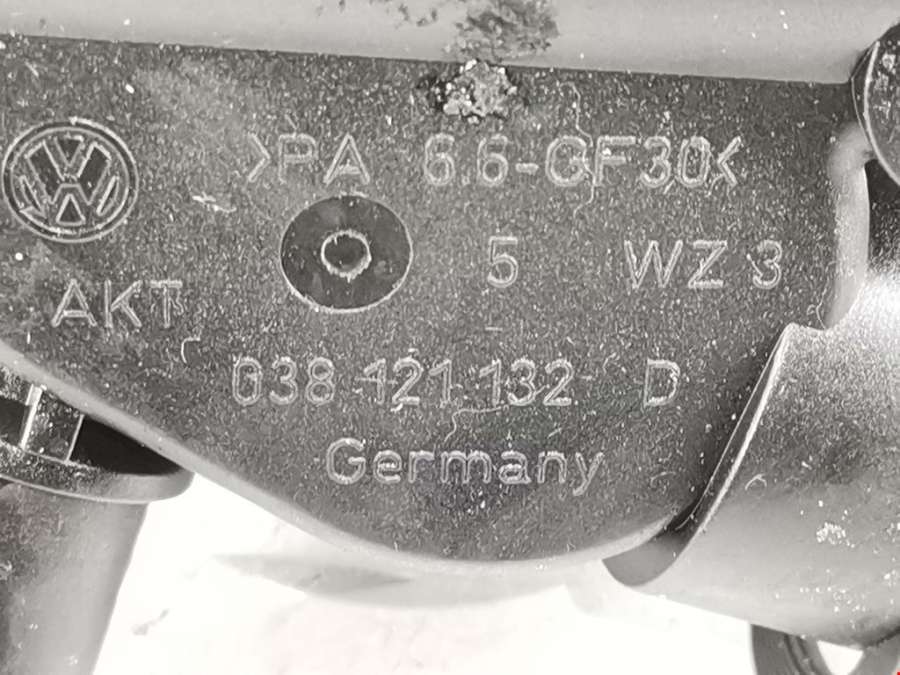 >PA 6.6-GF30<
5 WZ 3
AKT
038 121 132 D
Germany